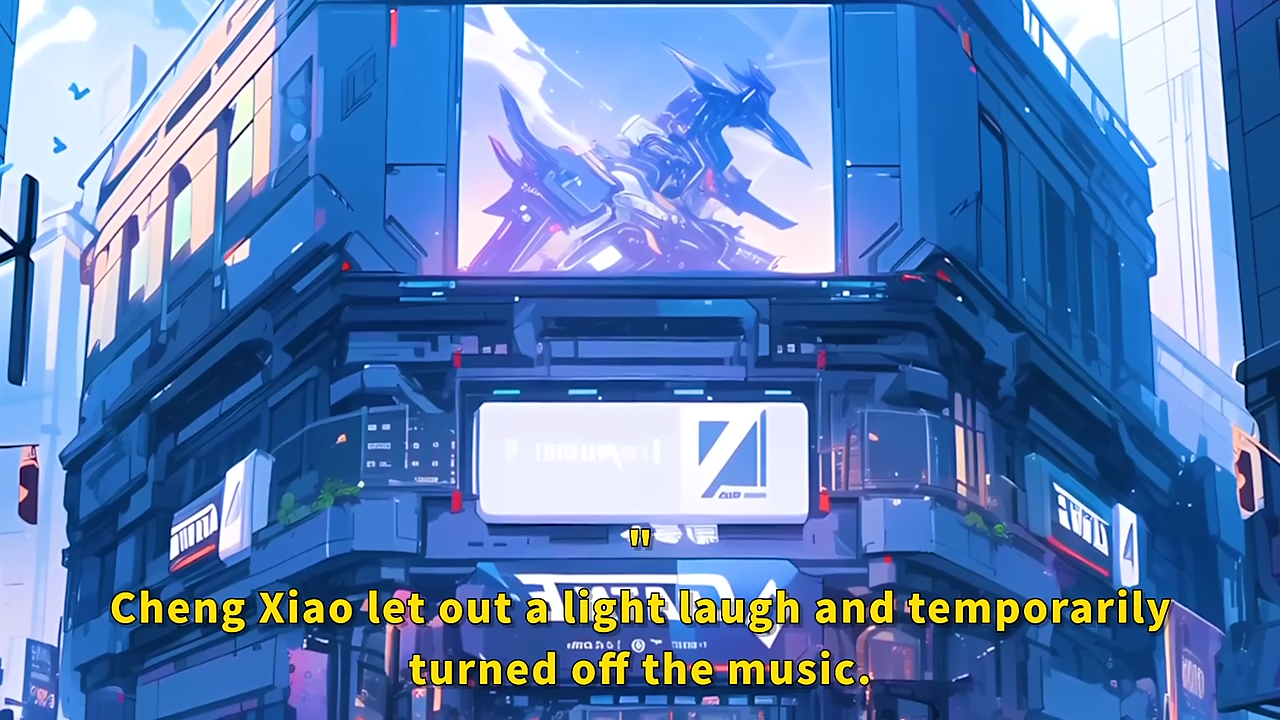 "
Cheng Xiao let out a light laugh and temporarily
turned off the music.